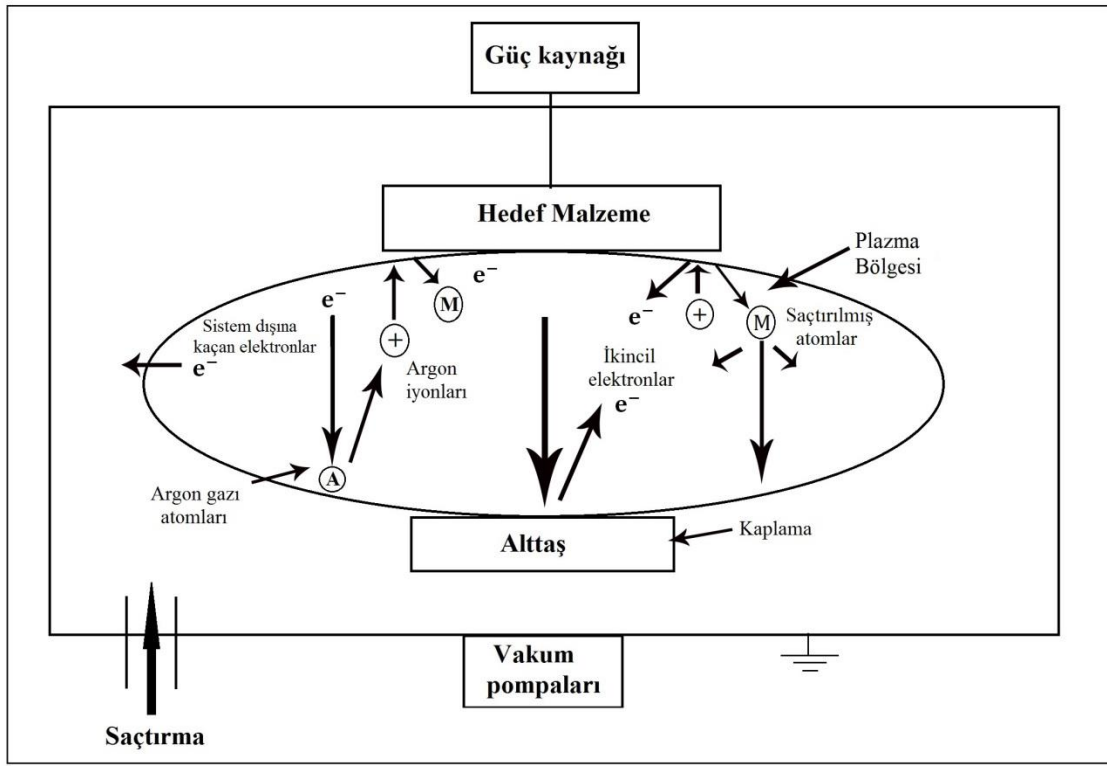 Güç kaynağı
Hedef Malzeme
Plazma
Bölgesi
e⁻
M
e⁻
Sistem dışına
kaçan elektronlar
e⁻
+
Argon
iyonları
e⁻
+
M
Saçtırılmış
atomlar
İkincil
elektronlar
e⁻
A
Argon gazı
atomları
Alttaş
Kaplama
Vakum
pompaları
Saçtırma